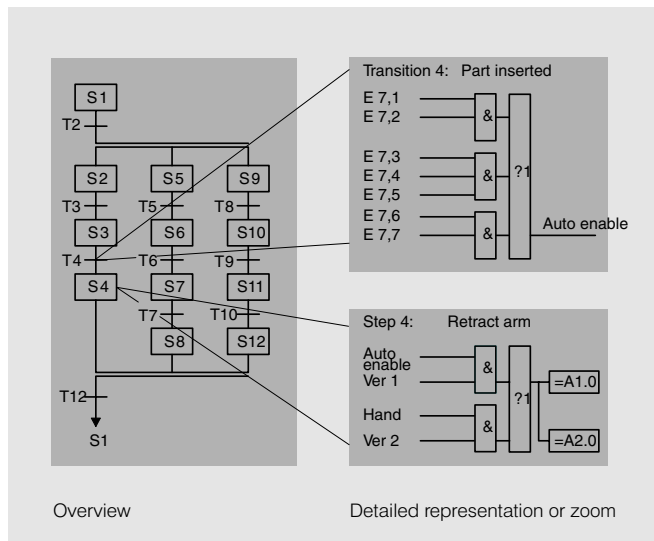 S1
T2
S2 S5 S9
T3 T5 T8
S3 S6 S10
T4 T6 T9
S4 S7 S11
T7 T10
S8 S12
T12
S1
Overview
Transition 4: Part inserted
E 7,1
E 7,2
&
E 7,3
E 7,4
E 7,5
&
?1
E 7,6
E 7,7
&
Auto enable
Step 4: Retract arm
Auto
enable
Ver 1
&
?1
=A1.0
Hand
Ver 2
&
=A2.0
Detailed representation or zoom